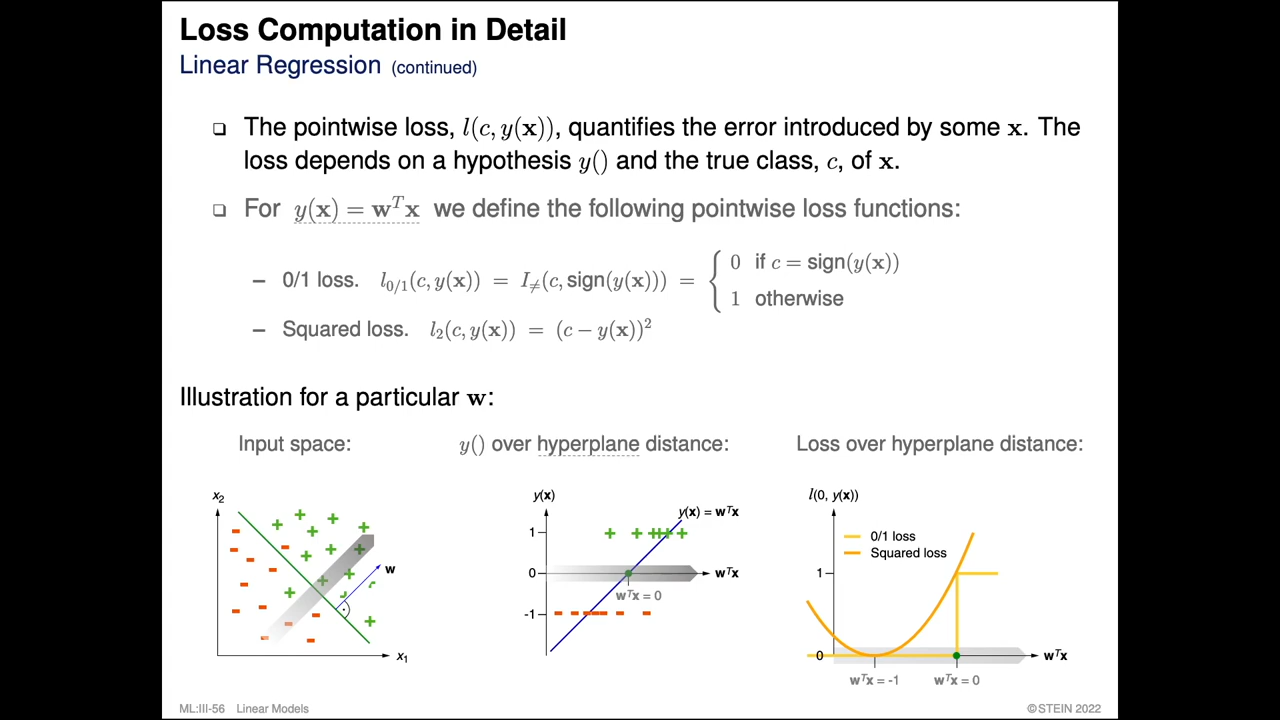 Loss Computation in Detail
Linear Regression (continued)
❑ The pointwise loss, l(c, y(x)), quantifies the error introduced by some x. The
loss depends on a hypothesis y() and the true class, c, of x.
❑ For y(x) = wᵀx we define the following pointwise loss functions:
– 0/1 loss. l₀/₁(c, y(x)) = I≠(c, sign(y(x))) = { 0 if c = sign(y(x))
1 otherwise
– Squared loss. l₂(c, y(x)) = (c − y(x))²
Illustration for a particular w:
Input space:
x₂
w
x₁
y() over hyperplane distance:
y(x)
y(x) = wᵀx
1
0
wᵀx
wᵀx = 0
-1
Loss over hyperplane distance:
l(0, y(x))
0/1 loss
Squared loss
1
0
wᵀx
wᵀx = -1 wᵀx = 0
ML:III-56 Linear Models
©STEIN 2022